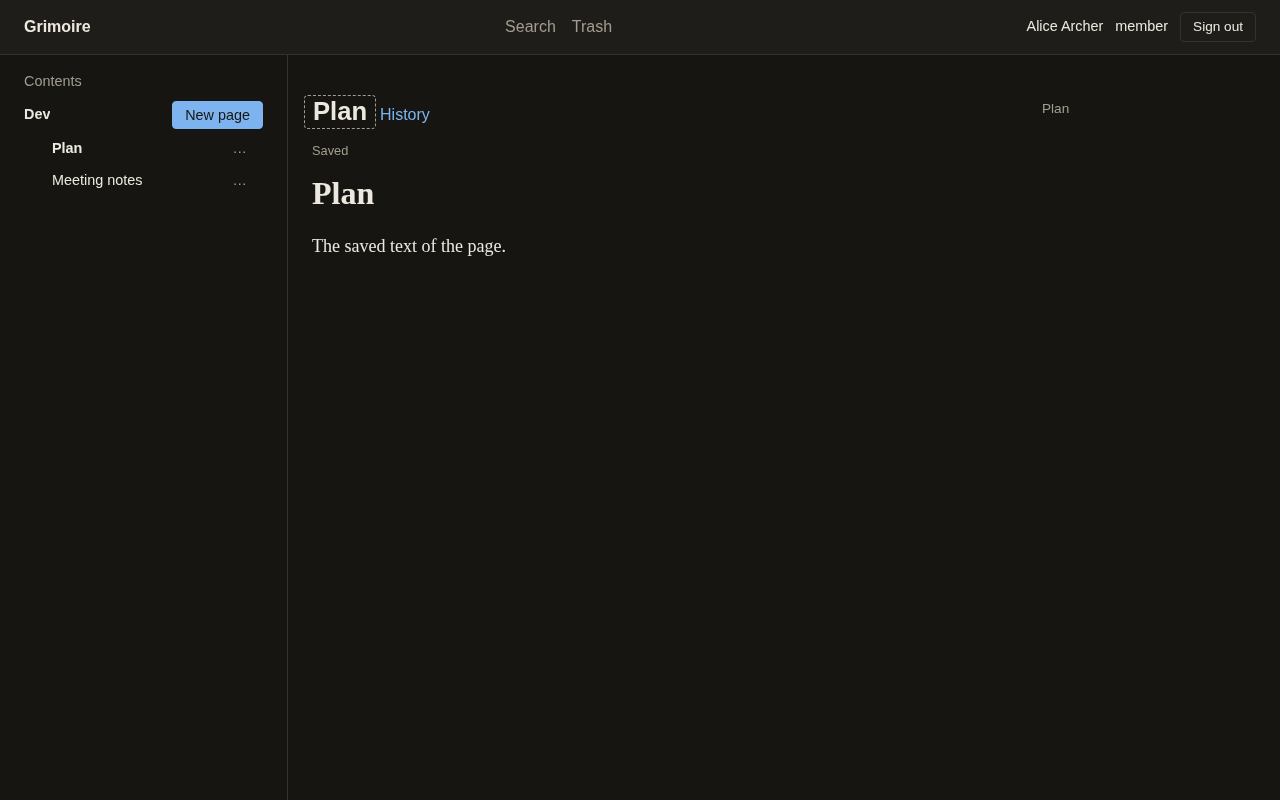 Grimoire
Search Trash
Alice Archer member Sign out
Contents
Dev New page
Plan ...
Meeting notes ...
Plan History
Saved
Plan
The saved text of the page.
Plan